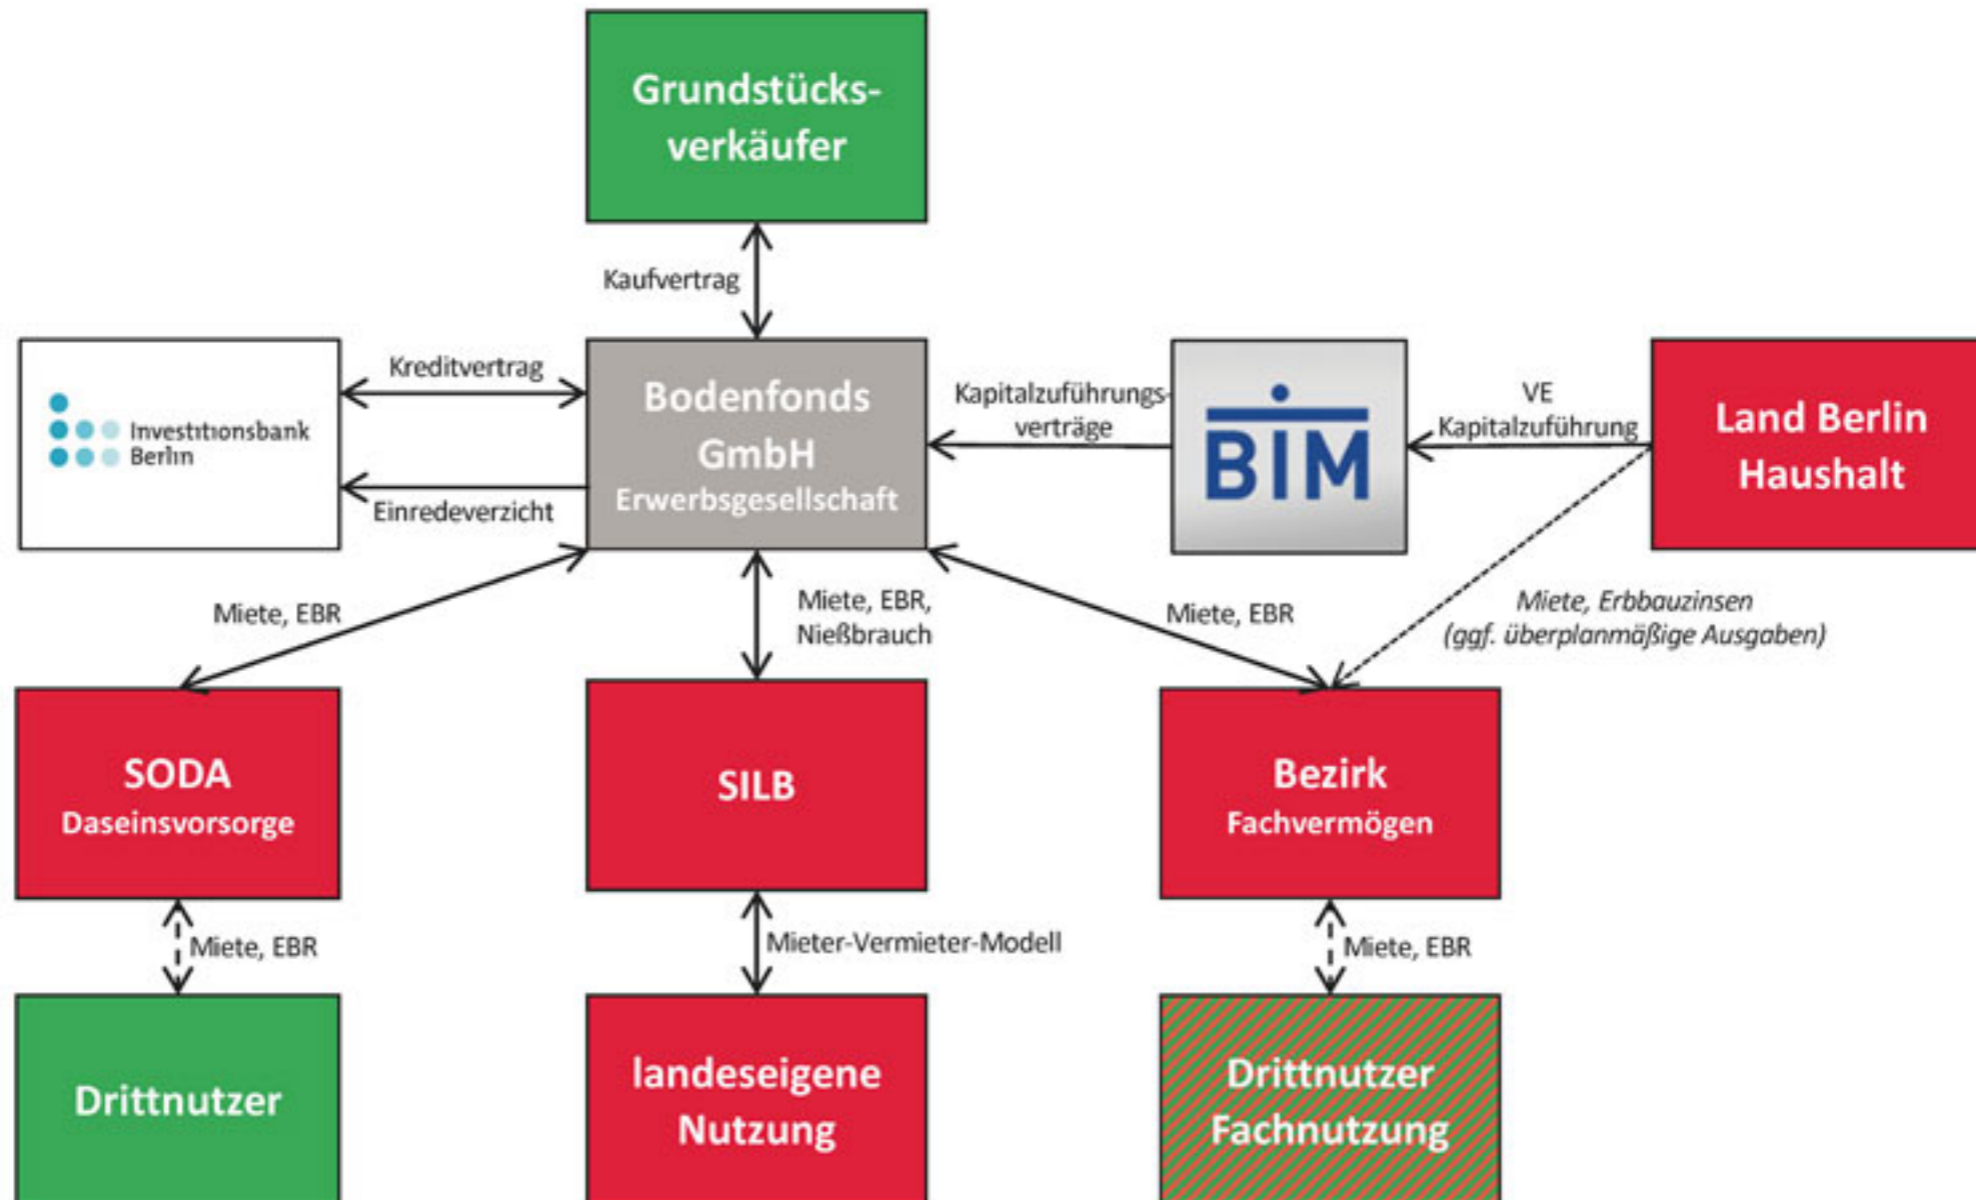 Grundstücks-
verkäufer
Kaufvertrag
Investitionsbank
Berlin
Kreditvertrag
Einredeverzicht
Bodenfonds
GmbH
Erwerbsgesellschaft
Kapitalzuführungs-
verträge
BIM
VE
Kapitalzuführung
Land Berlin
Haushalt
Miete, EBR
Miete, EBR,
Nießbrauch
Miete, EBR
Miete, Erbbauzinsen
(ggf. überplanmäßige Ausgaben)
SODA
Daseinsvorsorge
SILB
Bezirk
Fachvermögen
Miete, EBR
Mieter-Vermieter-Modell
Miete, EBR
Drittnutzer
landeseigene
Nutzung
Drittnutzer
Fachnutzung